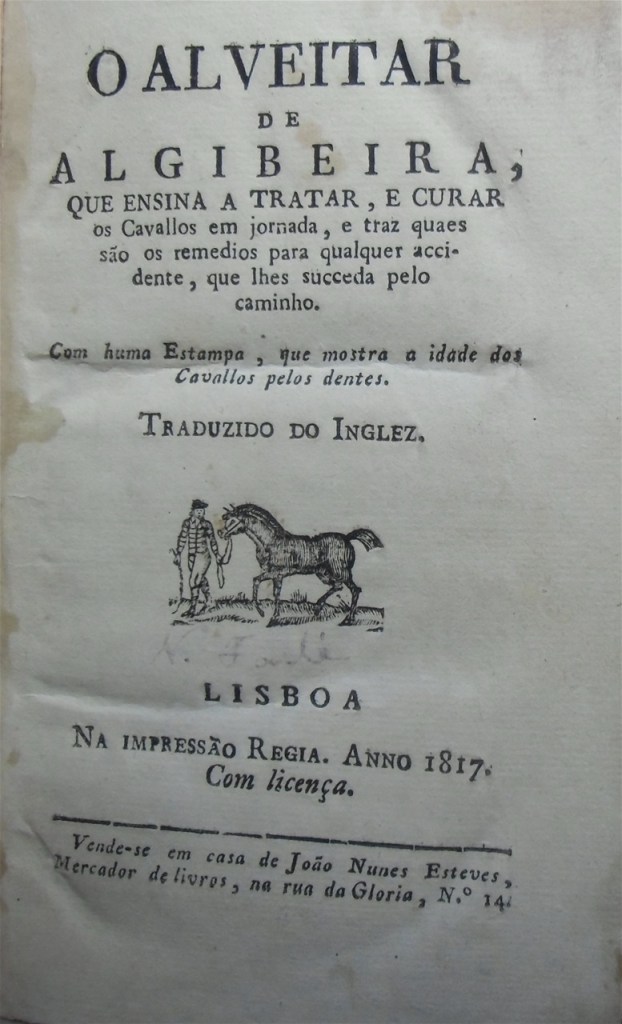 O ALVEITAR
DE
ALGIBEIRA,
QUE ENSINA A TRATAR, E CURAR
os Cavallos em jornada, e traz quaes
são os remedios para qualquer acci-
dente, que lhes succeda pelo
caminho.
Com huma Estampa, que mostra a idade dos
Cavallos pelos dentes.
TRADUZIDO DO INGLEZ.
LISBOA
NA IMPRESSÃO REGIA. ANNO 1817.
Com licença.
Vende-se em casa de João Nunes Esteves,
Mercador de livros, na rua da Gloria, N.º 14.